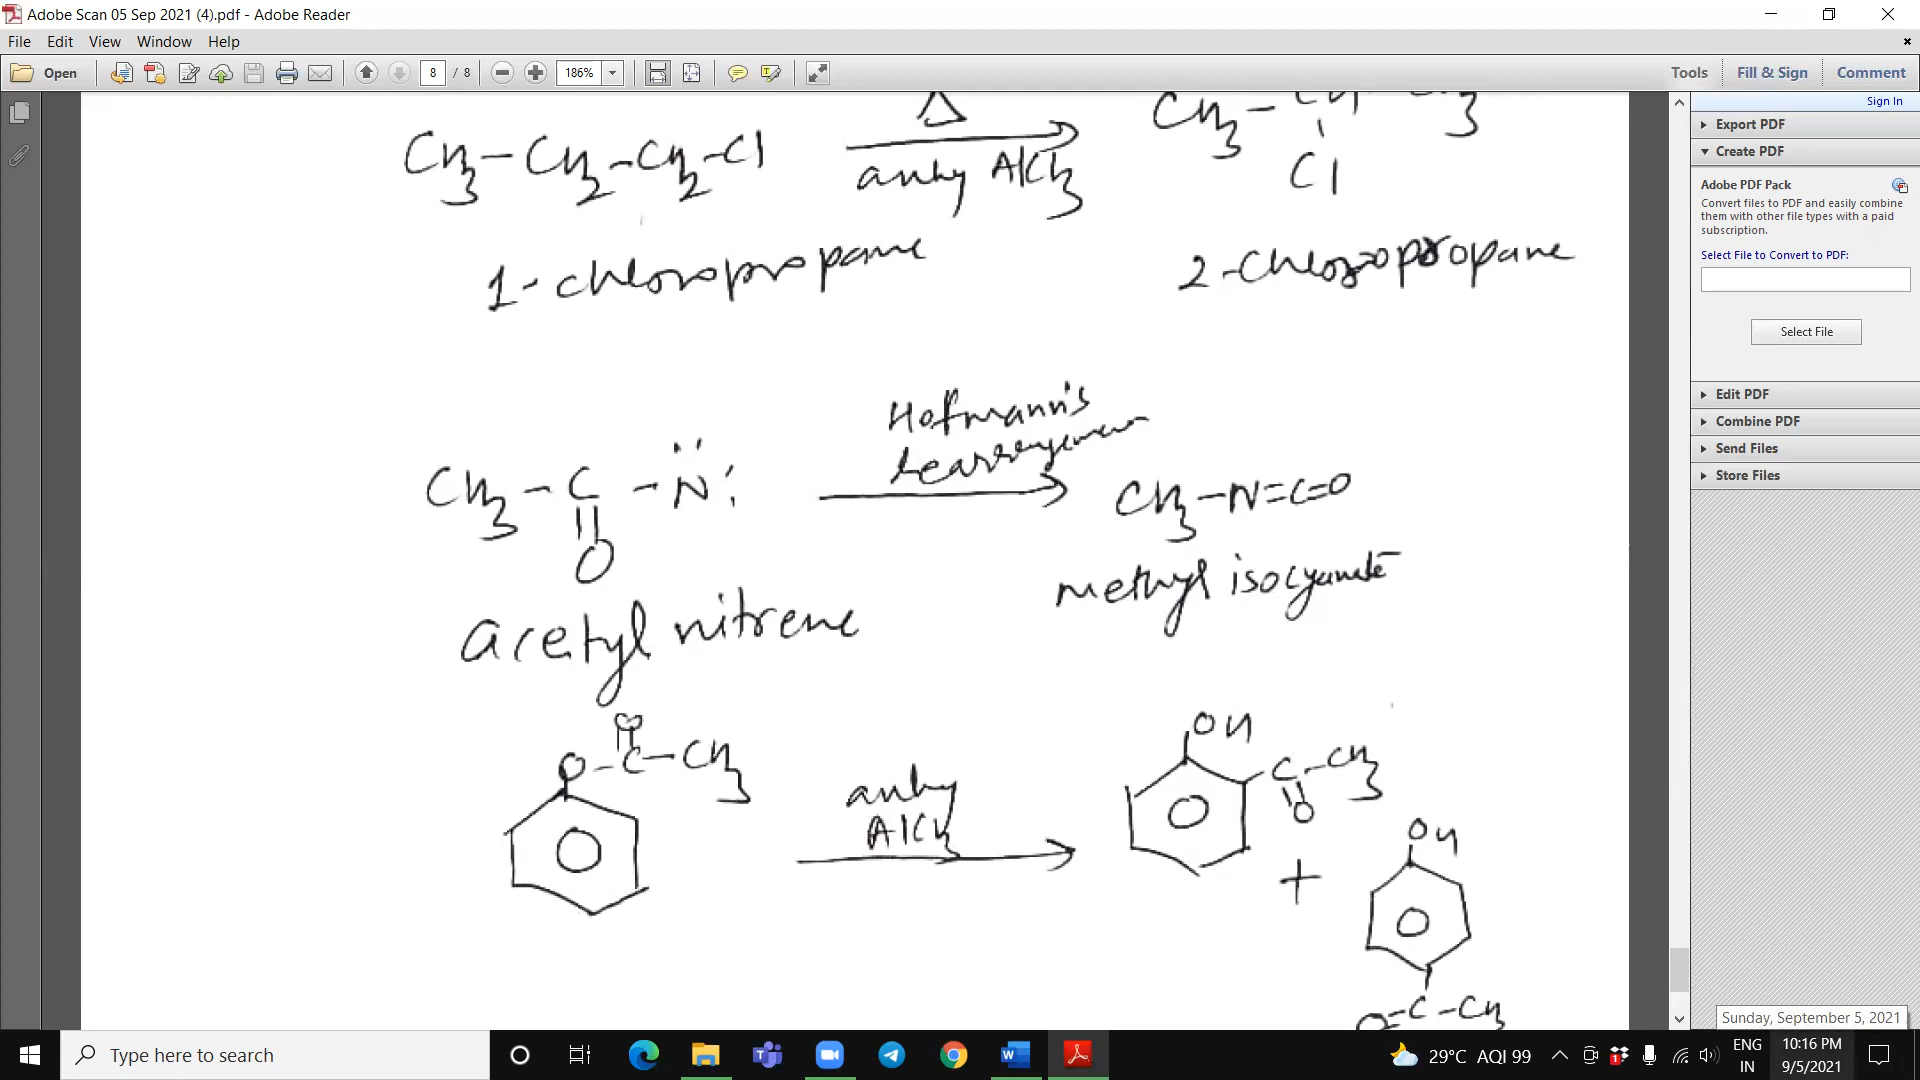 Adobe Scan 05 Sep 2021 (4).pdf - Adobe Reader
File Edit View Window Help
Open 8 / 8 186% Tools Fill & Sign Comment
Sign In
Export PDF
Create PDF
Adobe PDF Pack
Convert files to PDF and easily combine
them with other file types with a paid
subscription.
Select File to Convert to PDF:
Select File
Edit PDF
Combine PDF
Send Files
Store Files
CH3-CH2-CH2-Cl
Δ
anhy AlCl3
CH3-CH-CH3
Cl
1-chloropropane
2-Chloropropane
Hofmann's
rearrangement
CH3-C-N:
O
CH3-N=C=O
acetyl nitrene
methyl isocyanate
O
O-C-CH3
anhy
AlCl3
OH
C-CH3
O
+
OH
O=C-CH3
Sunday, September 5, 2021
Type here to search
29°C AQI 99
ENG
IN
10:16 PM
9/5/2021